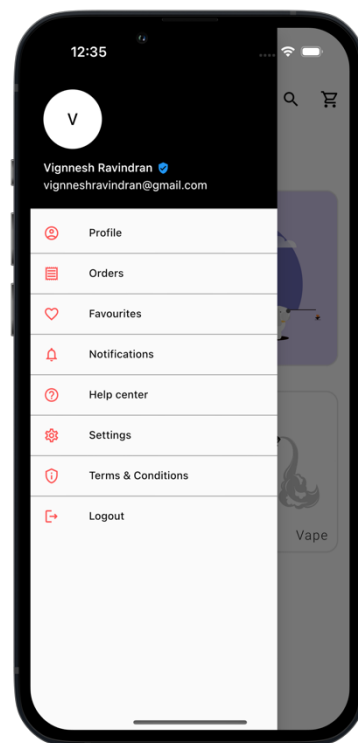 12:35
V
Vignnesh Ravindran
vignneshravindran@gmail.com
Profile
Orders
Favourites
Notifications
Help center
Settings
Terms & Conditions
Logout
Vape